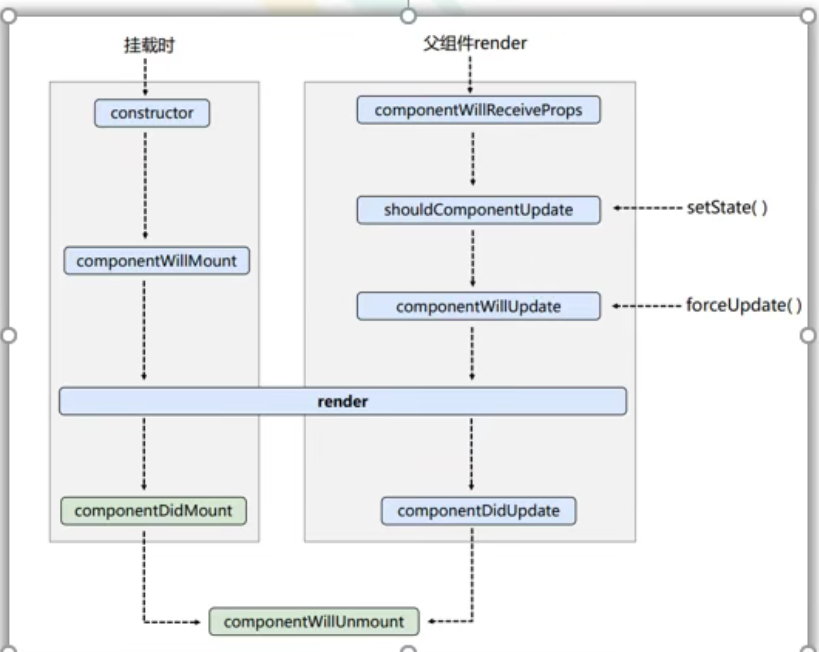 挂载时
父组件render
constructor
componentWillReceiveProps
shouldComponentUpdate
setState( )
componentWillMount
componentWillUpdate
forceUpdate( )
render
componentDidMount
componentDidUpdate
componentWillUnmount